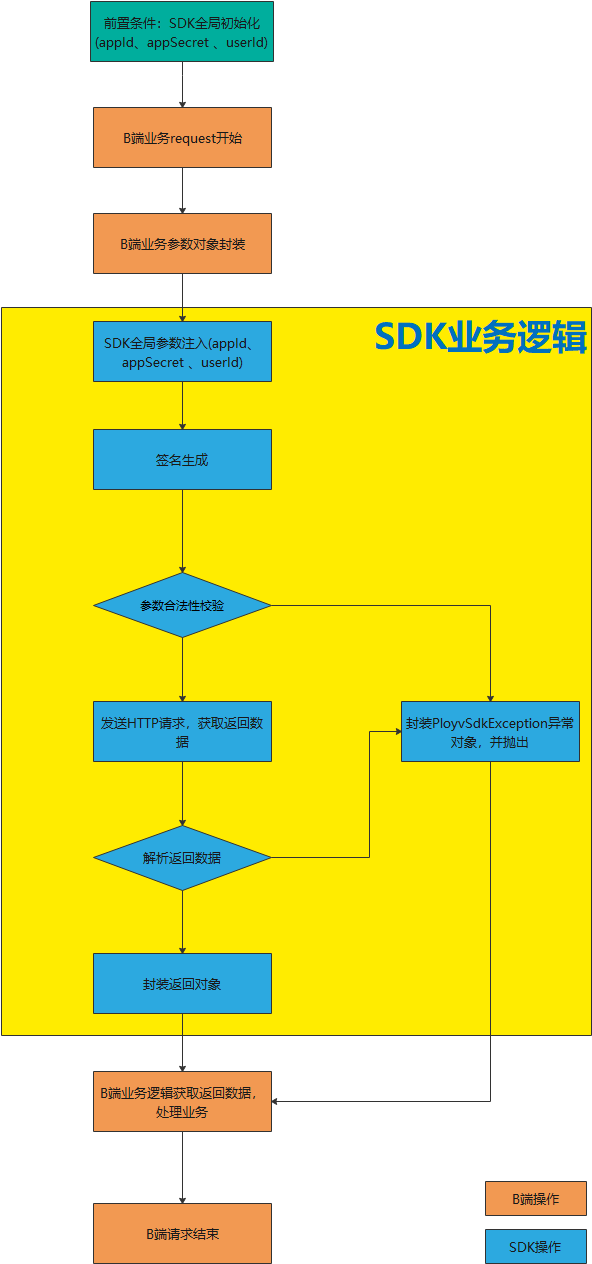 前置条件：SDK全局初始化
(appId、appSecret 、userId)
B端业务request开始
B端业务参数对象封装
SDK业务逻辑
SDK全局参数注入(appId、
appSecret 、userId)
签名生成
参数合法性校验
发送HTTP请求，获取返回数
据
封装PloyvSdkException异常
对象，并抛出
解析返回数据
封装返回对象
B端业务逻辑获取返回数据，
处理业务
B端请求结束
B端操作
SDK操作